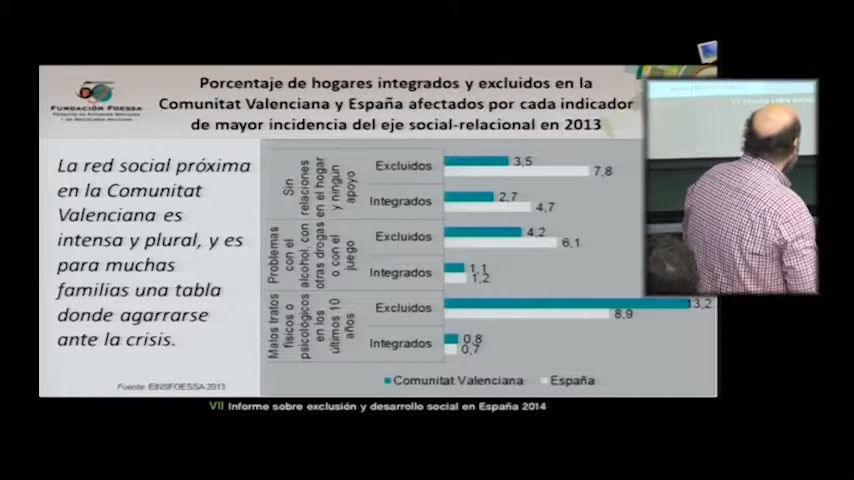 Porcentaje de hogares integrados y excluidos en la
Comunitat Valenciana y España afectados por cada indicador
de mayor incidencia del eje social-relacional en 2013
FUNDACIÓN FOESSA
La red social próxima
en la Comunitat
Valenciana es
intensa y plural, y es
para muchas
familias una tabla
donde agarrarse
ante la crisis.
Fuente: EINSFOESSA 2013
Sin
relaciones
en el hogar
y ningun
apoyo
Excluidos
3,5
7,8
Integrados
2,7
4,7
Problemas
con el
alcohol, con
otras drogas
o con el
juego
Excluidos
4,2
6,1
Integrados
1,1
1,2
Malos tratos
físicos o
psicológicos
en los
últimos 10
años
Excluidos
13,2
8,9
Integrados
0,8
0,7
Comunitat Valenciana España
VII Informe sobre exclusión y desarrollo social en España 2014